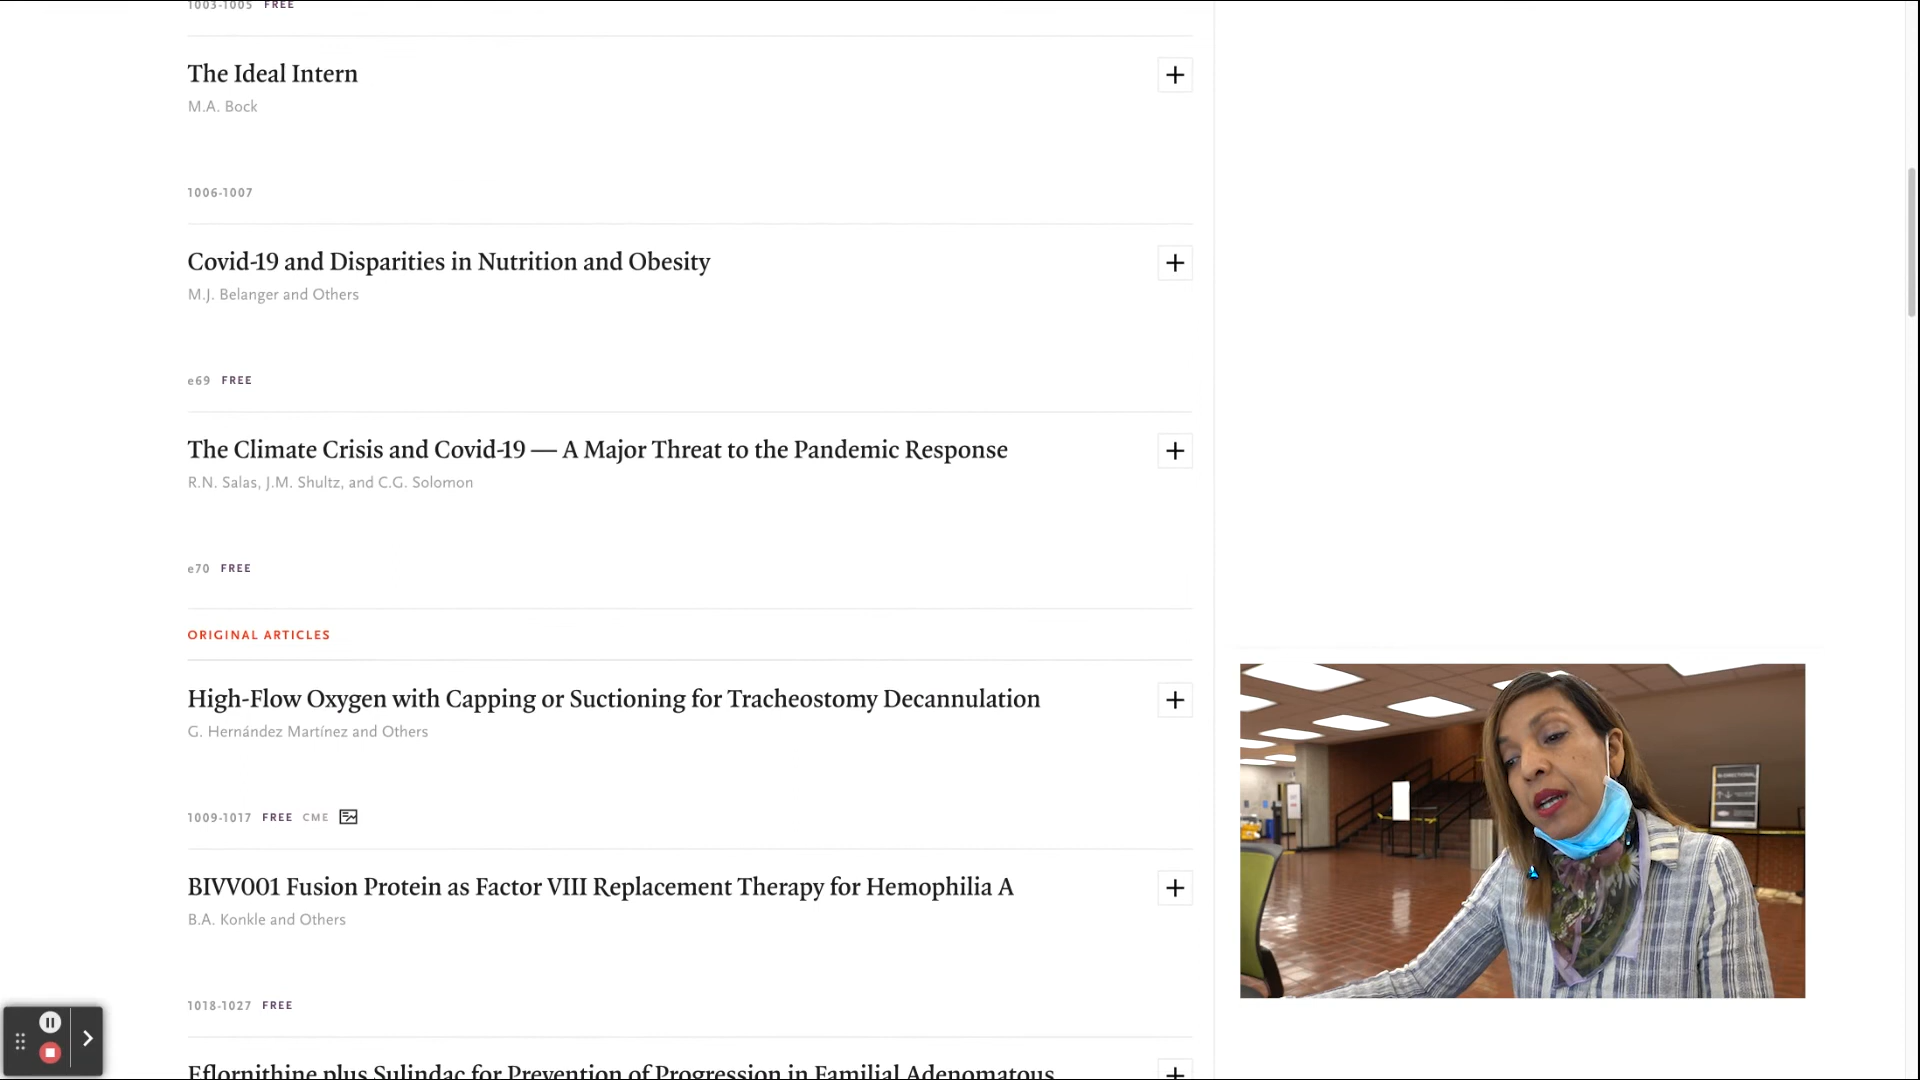 1003-1005 FREE
The Ideal Intern
M.A. Bock
1006-1007
Covid-19 and Disparities in Nutrition and Obesity
M.J. Belanger and Others
e69 FREE
The Climate Crisis and Covid-19 — A Major Threat to the Pandemic Response
R.N. Salas, J.M. Shultz, and C.G. Solomon
e70 FREE
ORIGINAL ARTICLES
High-Flow Oxygen with Capping or Suctioning for Tracheostomy Decannulation
G. Hernández Martínez and Others
1009-1017 FREE CME
BIVV001 Fusion Protein as Factor VIII Replacement Therapy for Hemophilia A
B.A. Konkle and Others
1018-1027 FREE
Eflornithine plus Sulindac for Prevention of Progression in Familial Adenomatous